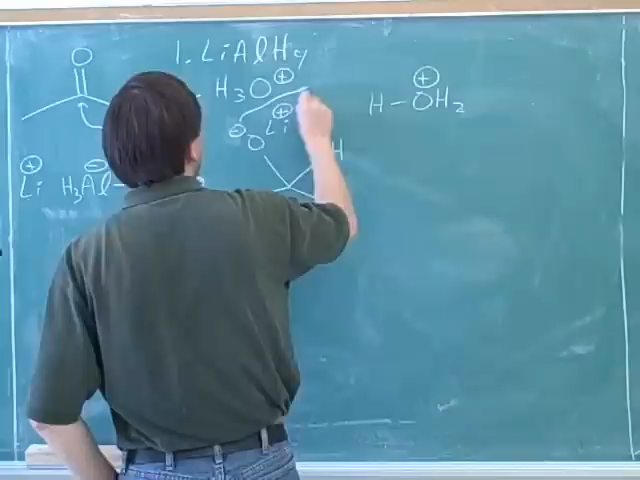 O
1. LiAlH4
. H3O⊕
⊕
H – OH2
⊕
⊖
O Li
H
⊕ ⊖
Li H3Al –